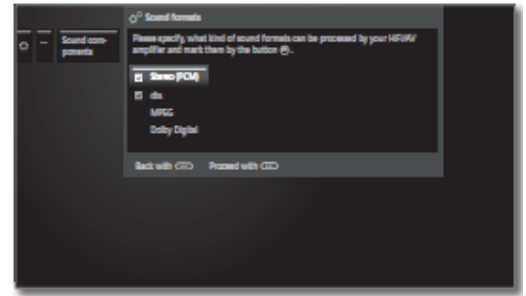 Sound formats
Sound com-
ponents
Please specify, what kind of sound formats can be processed by your HiFi/AV
amplifier and mark them by the button
Stereo (PCM)
dts
MPEG
Dolby Digital
Back with Proceed with